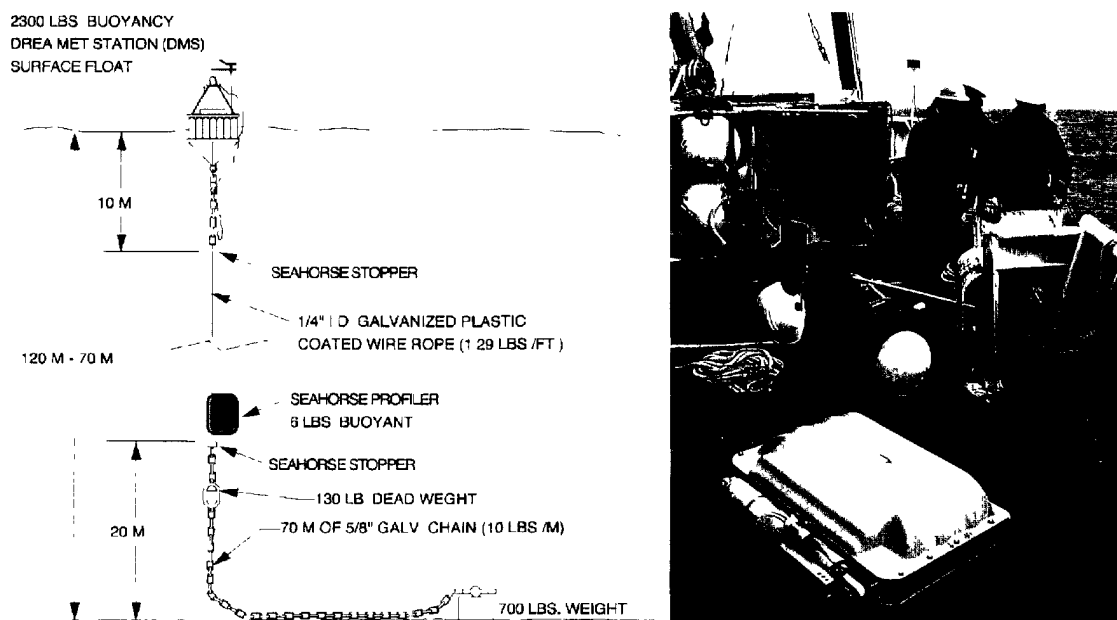 2300 LBS BUOYANCY
DREA MET STATION (DMS)
SURFACE FLOAT
10 M
SEAHORSE STOPPER
1/4" I D GALVANIZED PLASTIC
COATED WIRE ROPE (1 29 LBS /FT )
120 M - 70 M
SEAHORSE PROFILER
6 LBS BUOYANT
SEAHORSE STOPPER
130 LB DEAD WEGHT
20 M
70 M OF 5/8" GALV CHAIN (10 LBS /M)
700 LBS. WEIGHT